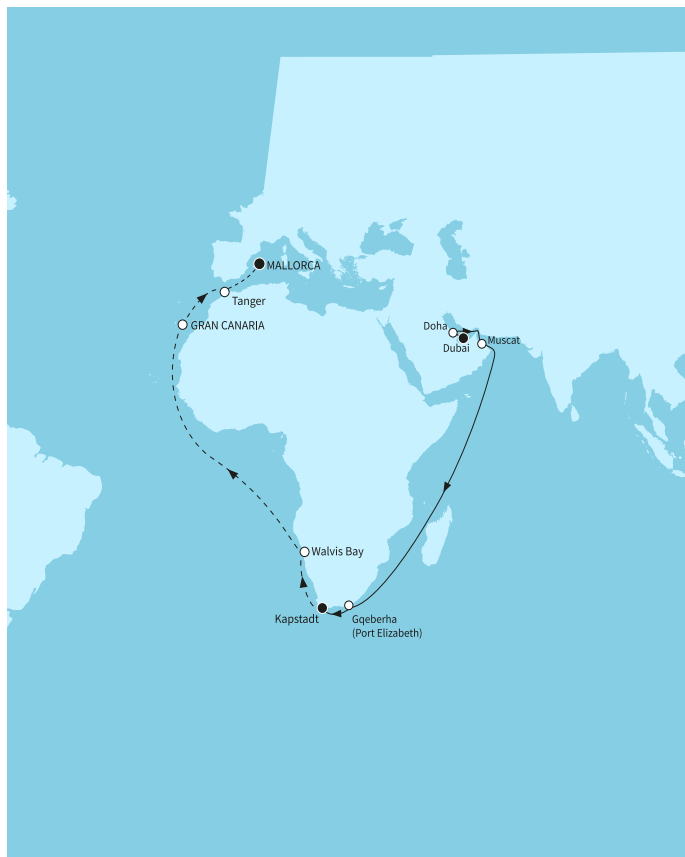 MALLORCA
Tanger
GRAN CANARIA
Doha
Muscat
Dubai
Walvis Bay
Kapstadt
Gqeberha
(Port Elizabeth)